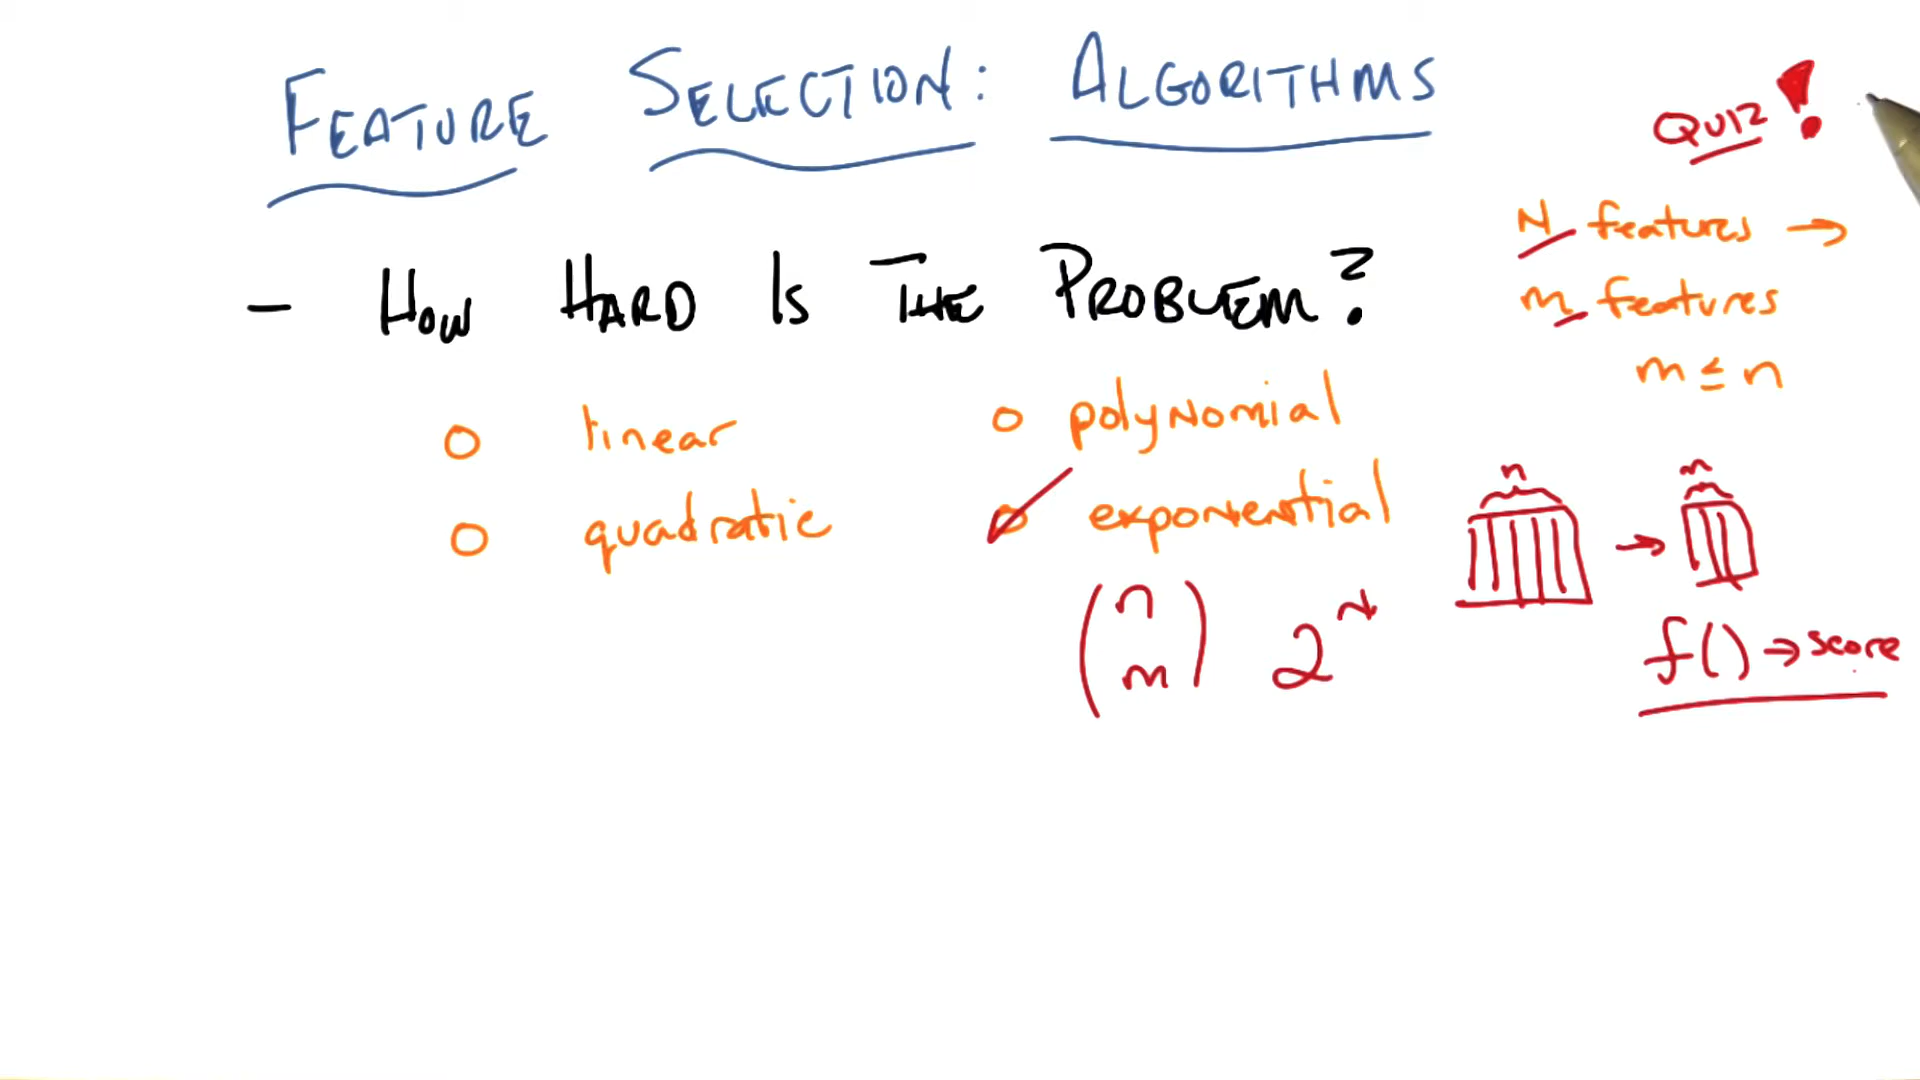 FEATURE SELECTION: ALGORITHMS
QUIZ!
N features →
m features
m ≤ n
- HOW HARD IS THE PROBLEM?
linear
polynomial
quadratic
exponential
n
m
→
(n m) 2^N
f() → score